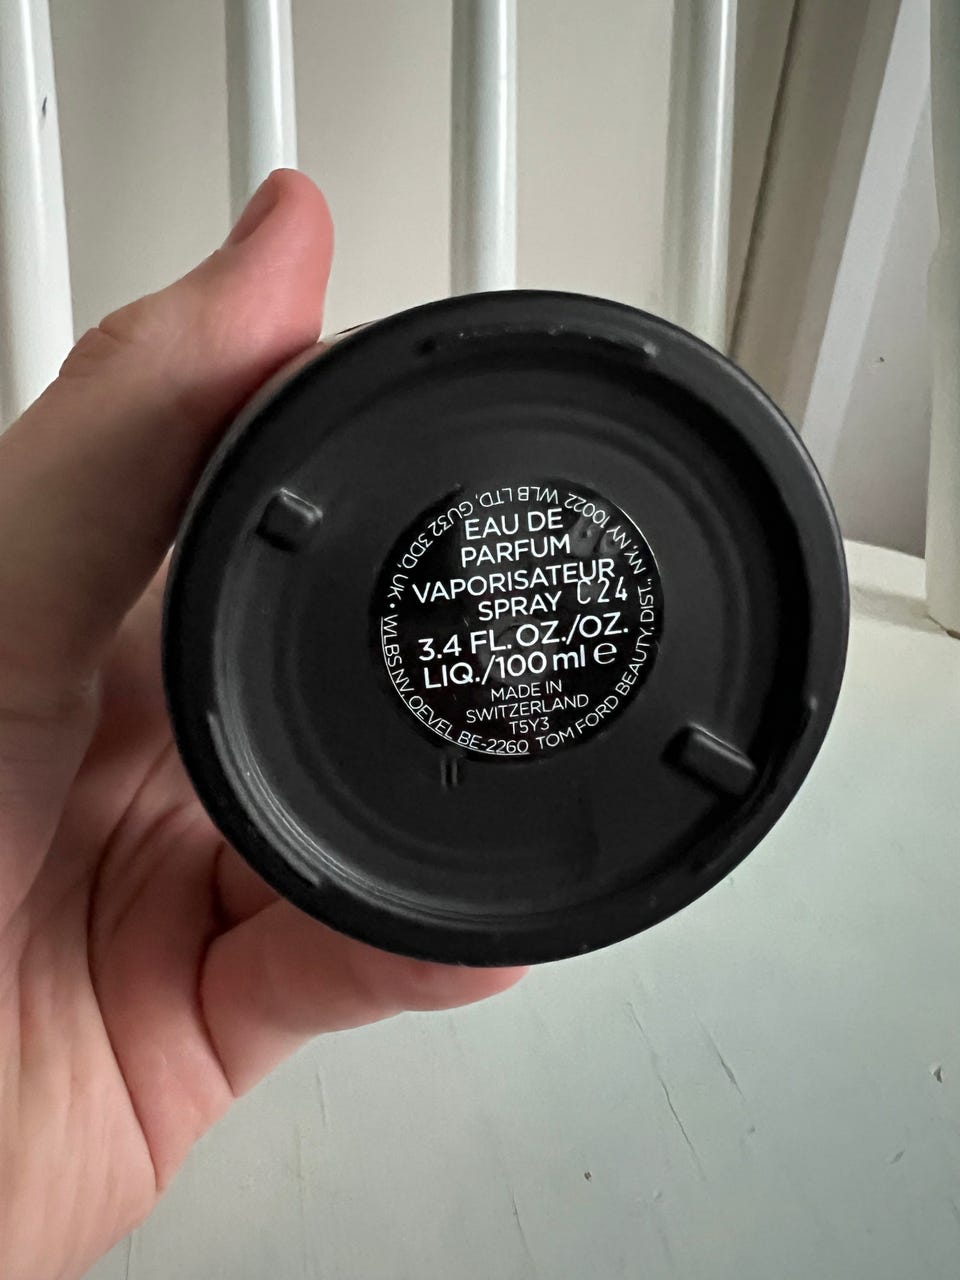 EAU DE
PARFUM
VAPORISATEUR
SPRAY C24
3.4 FL.OZ./OZ.
LIQ./100 ml ℮
MADE IN
SWITZERLAND
T5Y3
TOM FORD BEAUTY, DIST., NY, NY 10022 WLB LTD, GU32 3DD, UK • WLBS NV, OEVEL BE-2260